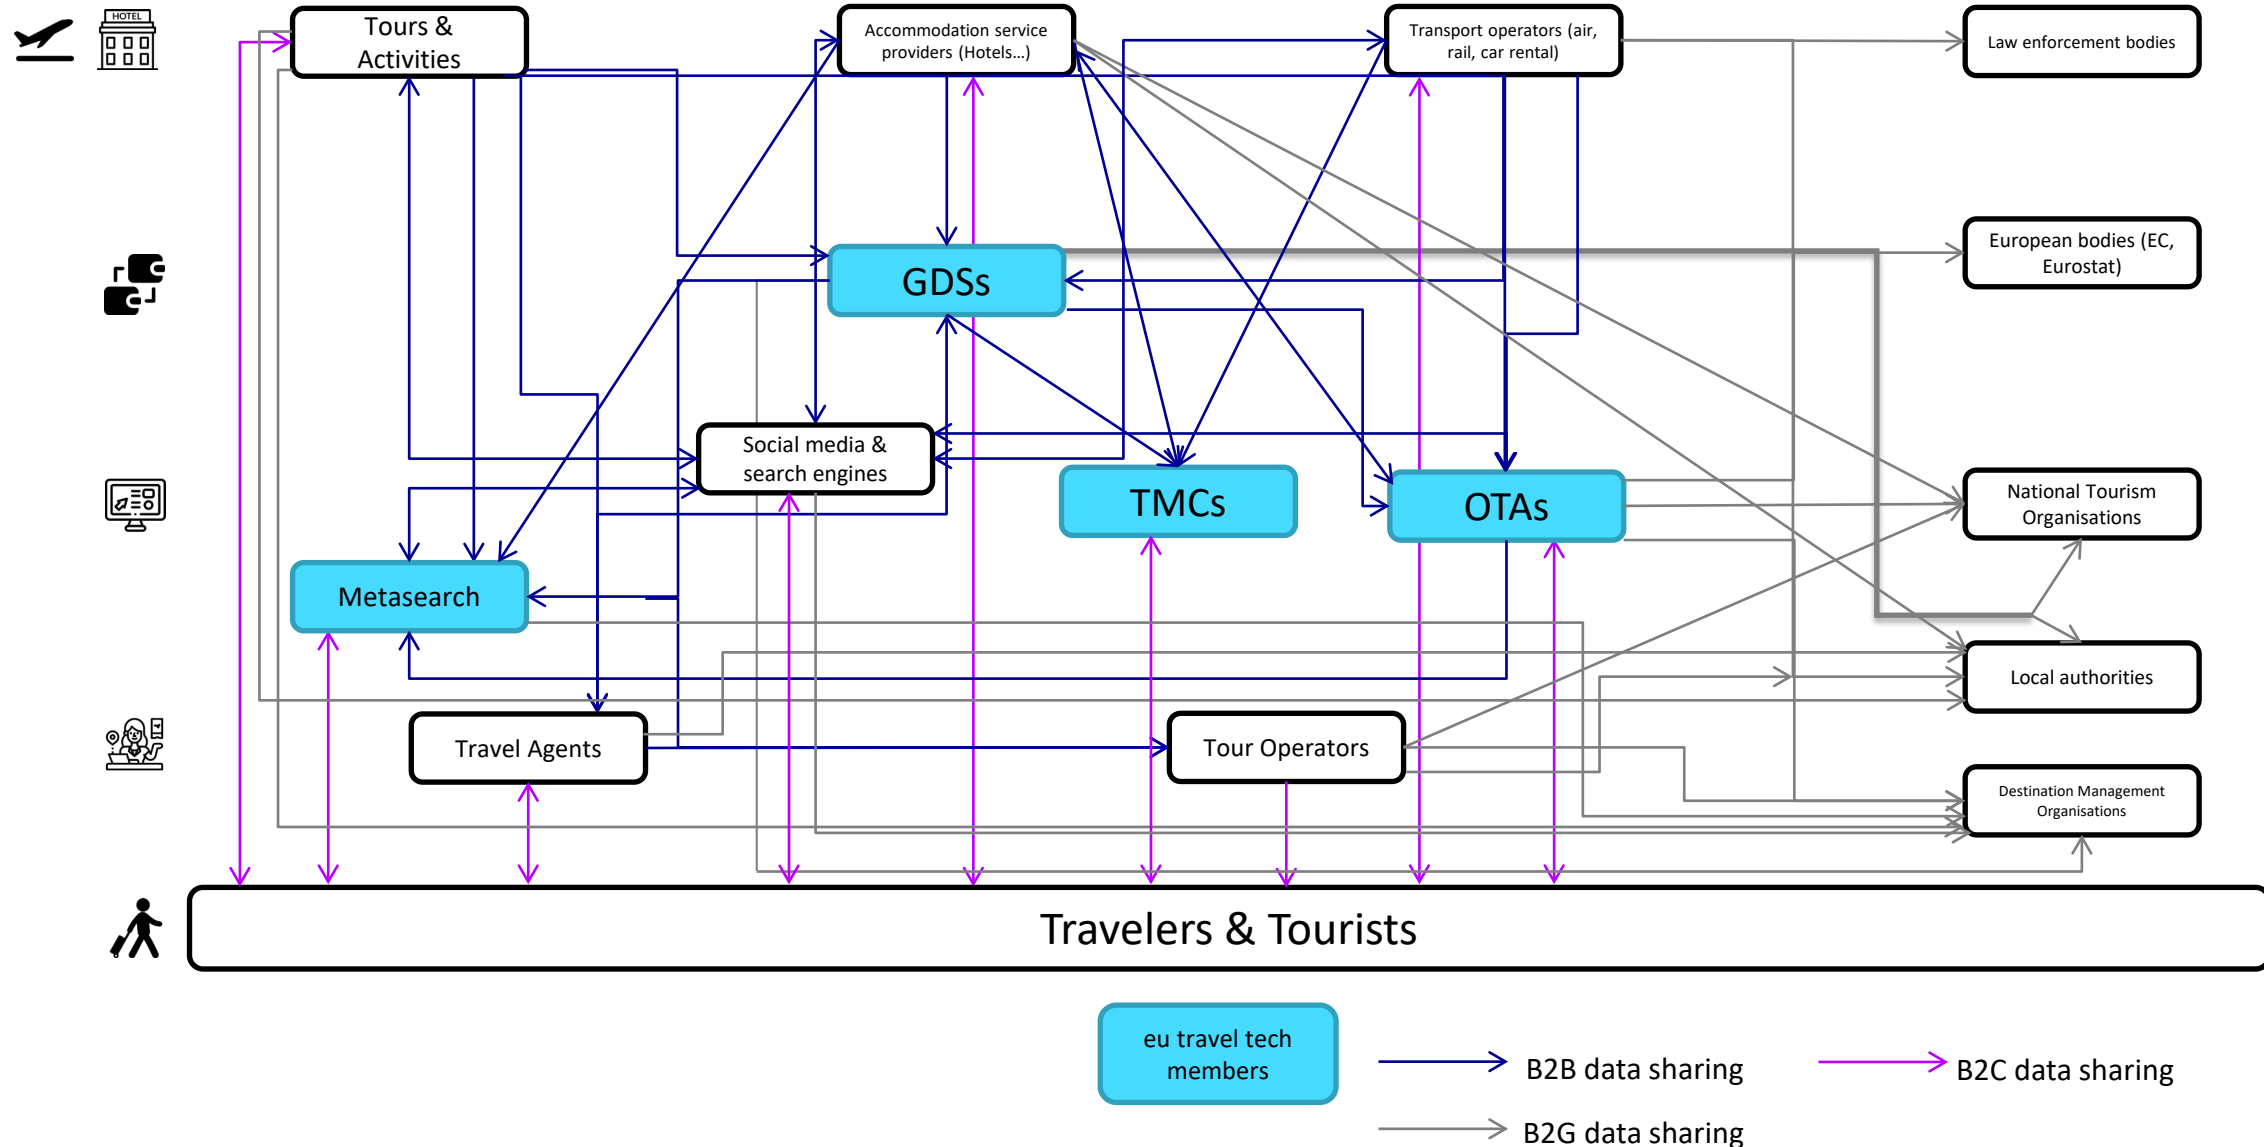 HOTEL
Tours &
Activities
Accommodation service
providers (Hotels...)
Transport operators (air,
rail, car rental)
Law enforcement bodies
European bodies (EC,
Eurostat)
GDSs
Social media &
search engines
TMCs
OTAs
National Tourism
Organisations
Metasearch
Local authorities
Travel Agents
Tour Operators
Destination Management
Organisations
Travelers & Tourists
eu travel tech
members
B2B data sharing
B2C data sharing
B2G data sharing